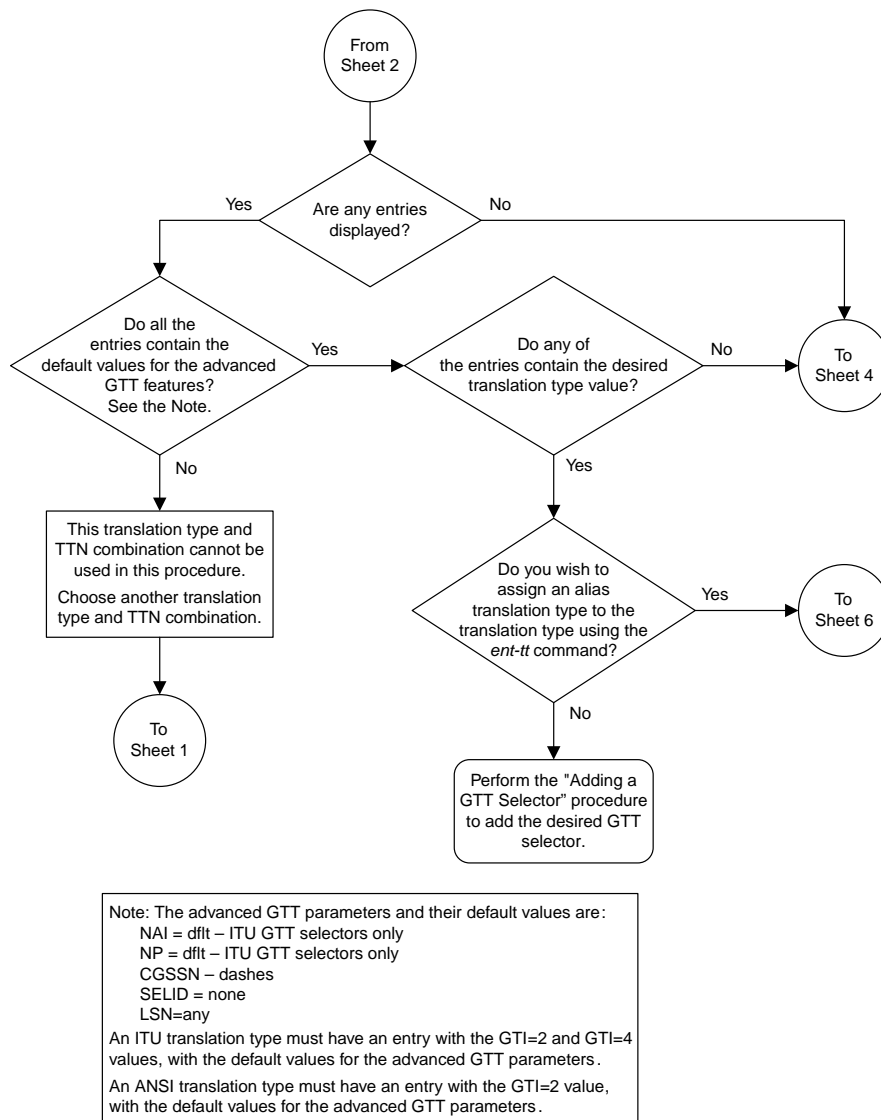 From
Sheet 2
Are any entries
displayed?
Yes
No
Do all the
entries contain the
default values for the advanced
GTT features?
See the Note.
Yes
No
Do any of
the entries contain the desired
translation type value?
No
Yes
To
Sheet 4
This translation type and
TTN combination cannot be
used in this procedure.
Choose another translation
type and TTN combination.
To
Sheet 1
Do you wish to
assign an alias
translation type to the
translation type using the
ent-tt command?
Yes
No
To
Sheet 6
Perform the "Adding a
GTT Selector” procedure
to add the desired GTT
selector.
Note: The advanced GTT parameters and their default values are:
NAI = dflt – ITU GTT selectors only
NP = dflt – ITU GTT selectors only
CGSSN – dashes
SELID = none
LSN=any
An ITU translation type must have an entry with the GTI=2 and GTI=4
values, with the default values for the advanced GTT parameters.
An ANSI translation type must have an entry with the GTI=2 value,
with the default values for the advanced GTT parameters.